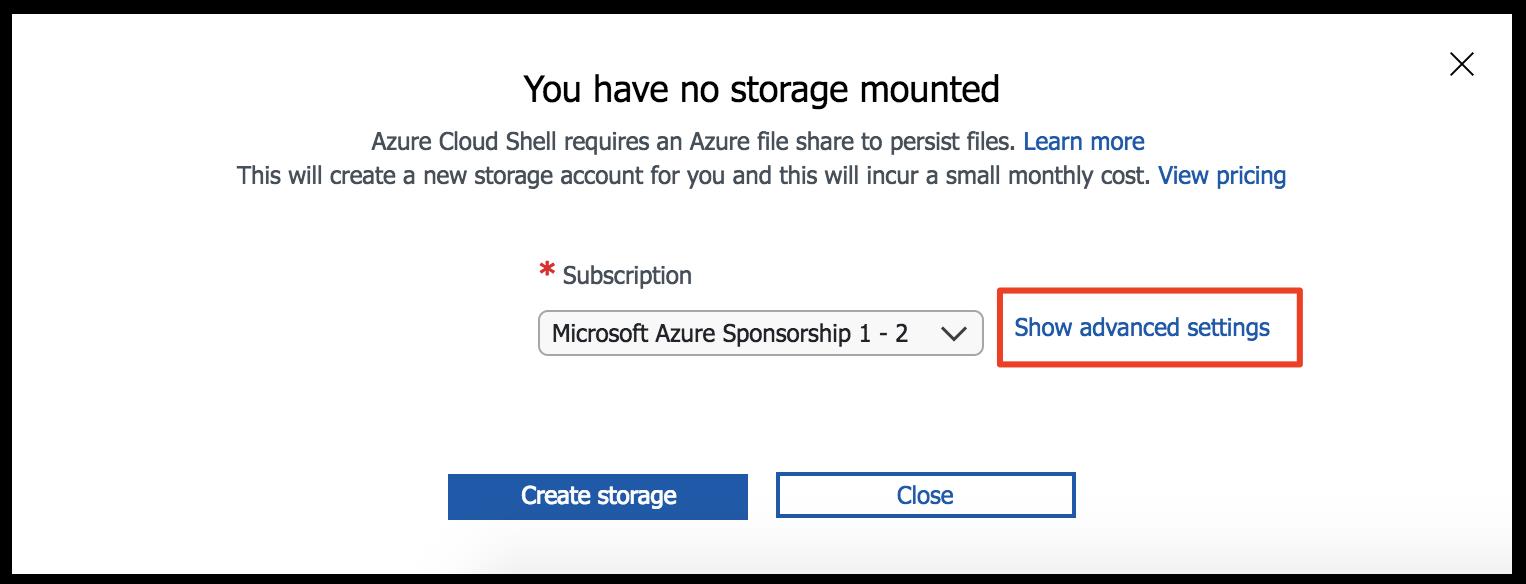 You have no storage mounted
Azure Cloud Shell requires an Azure file share to persist files. Learn more
This will create a new storage account for you and this will incur a small monthly cost. View pricing
* Subscription
Microsoft Azure Sponsorship 1 - 2
Show advanced settings
Create storage
Close